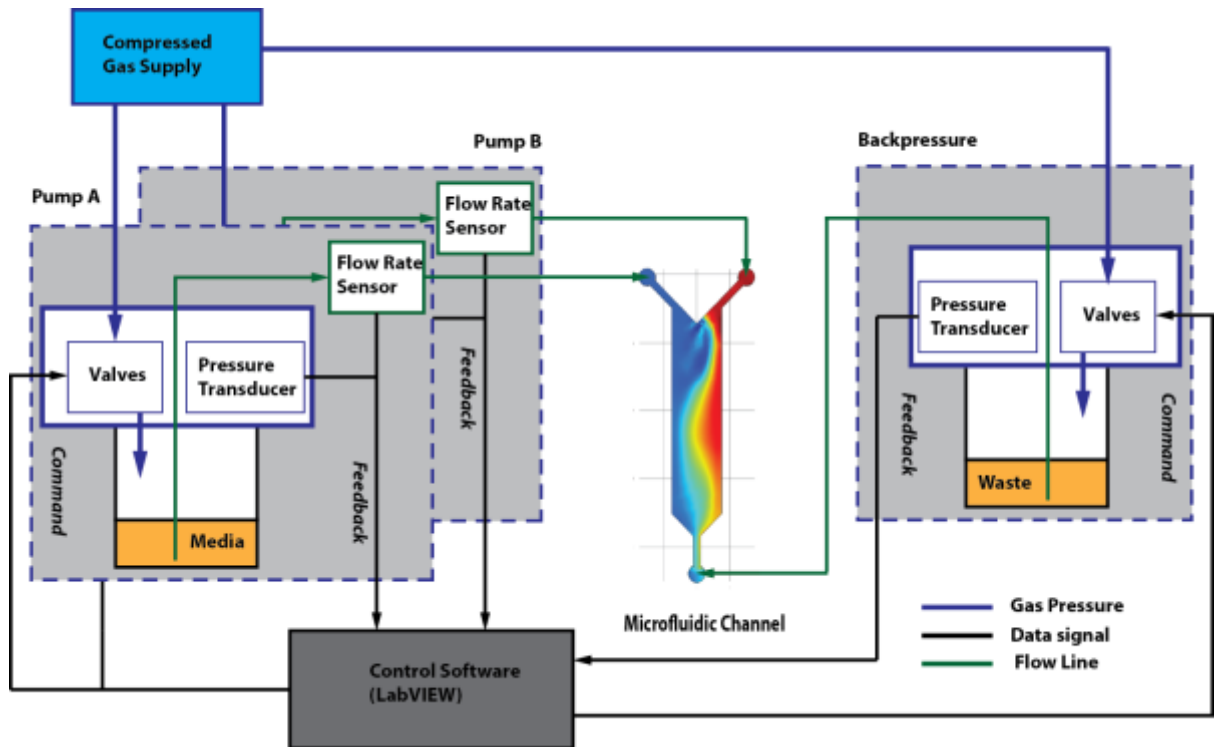 Compressed
Gas Supply
Pump B
Backpressure
Pump A
Flow Rate
Sensor
Flow Rate
Sensor
Pressure
Transducer
Valves
Valves
Pressure
Transducer
Feedback
Feedback
Command
Command
Feedback
Waste
Media
Microfluidic Channel
Gas Pressure
Data signal
Flow Line
Control Software
(LabVIEW)